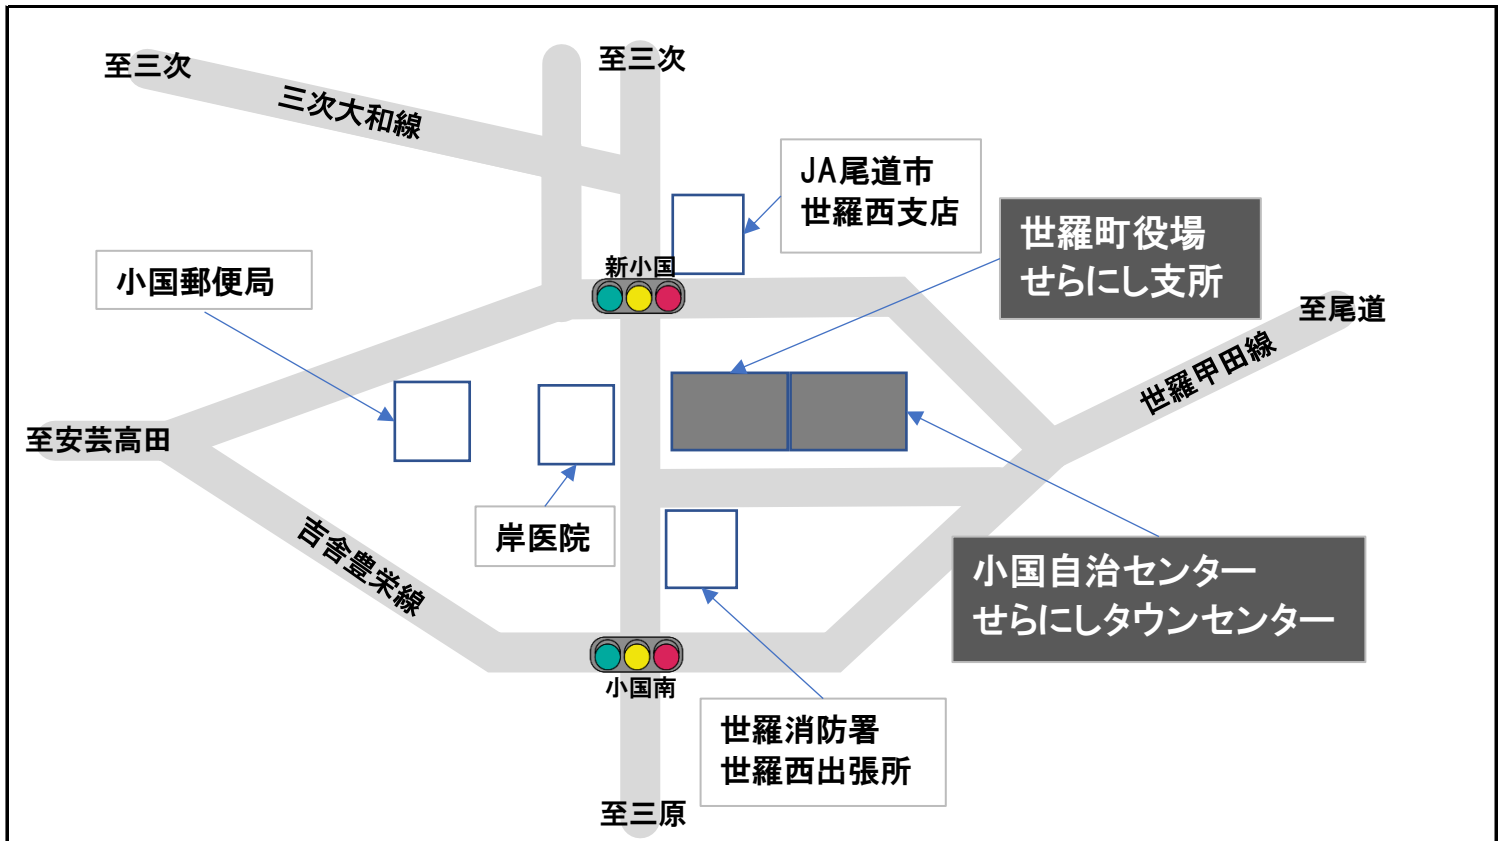 至三次
至三次
三次大和線
JA尾道市
世羅西支店
世羅町役場
せらにし支所
新小国
小国郵便局
至尾道
世羅甲田線
至安芸高田
岸医院
吉舎豊栄線
小国自治センター
せらにしタウンセンター
小国南
世羅消防署
世羅西出張所
至三原